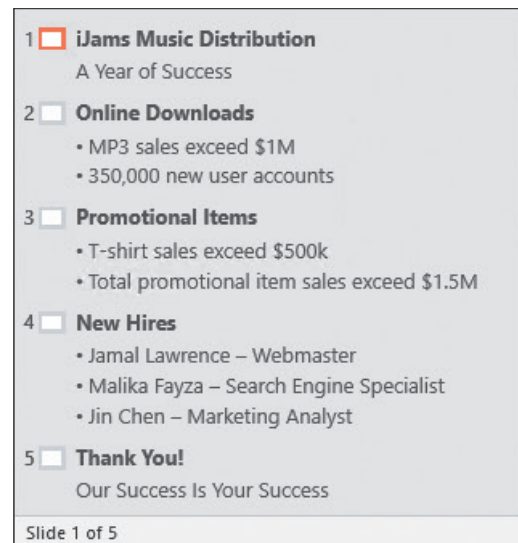 1 iJams Music Distribution
A Year of Success
2 Online Downloads
• MP3 sales exceed $1M
• 350,000 new user accounts
3 Promotional Items
• T-shirt sales exceed $500k
• Total promotional item sales exceed $1.5M
4 New Hires
• Jamal Lawrence – Webmaster
• Malika Fayza – Search Engine Specialist
• Jin Chen – Marketing Analyst
5 Thank You!
Our Success Is Your Success
Slide 1 of 5